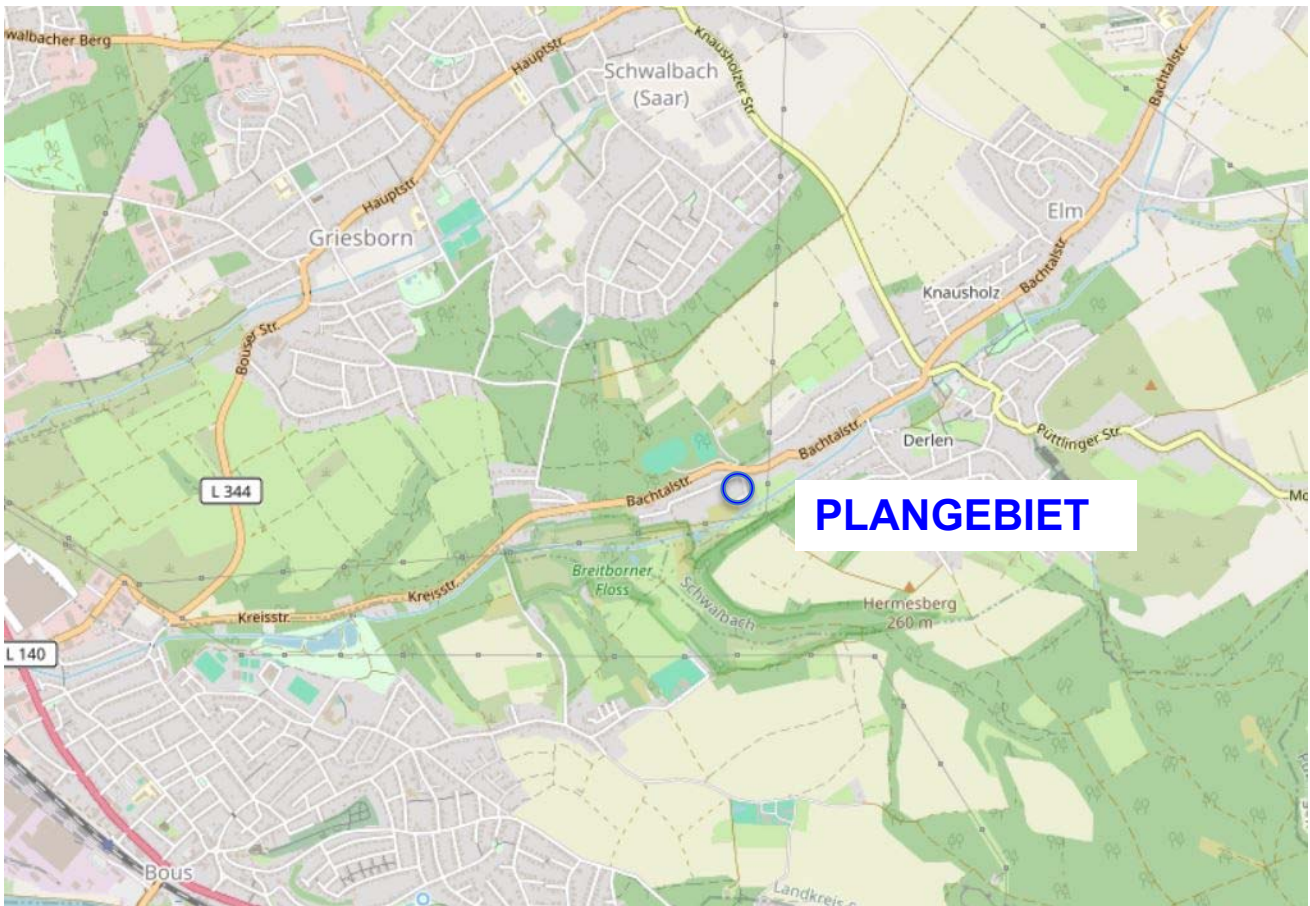 walbacher Berg
Hauptstr.
Knausholzer Str
Bachtalstr.
Schwalbach
(Saar)
Hauptstr.
Griesborn
Elm
Bachtalstr
Knausholz
Bouser Str.
Bachtalstr.
Derlen
Püttlinger Str.
L 344
Bachtalstr.
Mo
PLANGEBIET
Breitborner
Floss
Schwalbach
Hermesberg
260 m
Kreisstr.
Kreisstr.
L 140
Bous
Landkreis